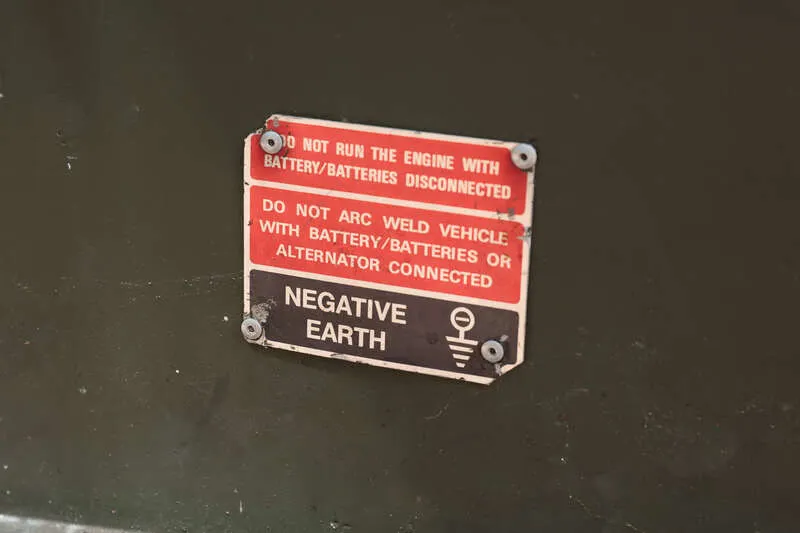 DO NOT RUN THE ENGINE WITH
BATTERY/BATTERIES DISCONNECTED
DO NOT ARC WELD VEHICLE
WITH BATTERY/BATTERIES OR
ALTERNATOR CONNECTED
NEGATIVE
EARTH